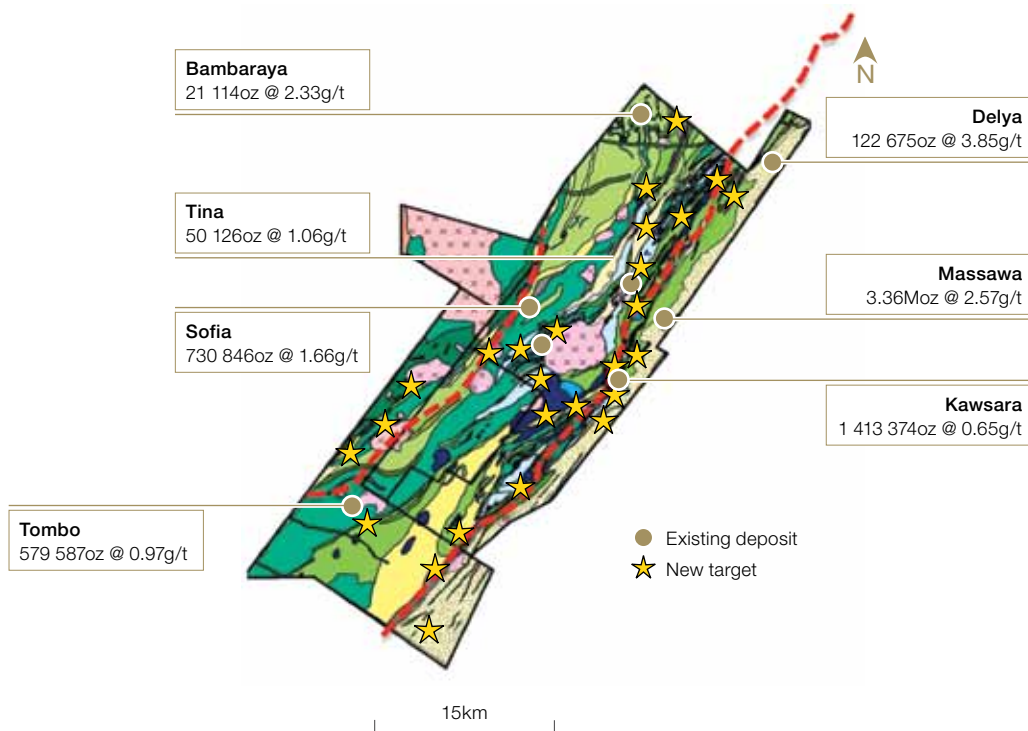 Bambaraya
21 114oz @ 2.33g/t
N
Delya
122 675oz @ 3.85g/t
Tina
50 126oz @ 1.06g/t
Massawa
3.36Moz @ 2.57g/t
Sofia
730 846oz @ 1.66g/t
Kawsara
1 413 374oz @ 0.65g/t
Tombo
579 587oz @ 0.97g/t
Existing deposit
New target
15km